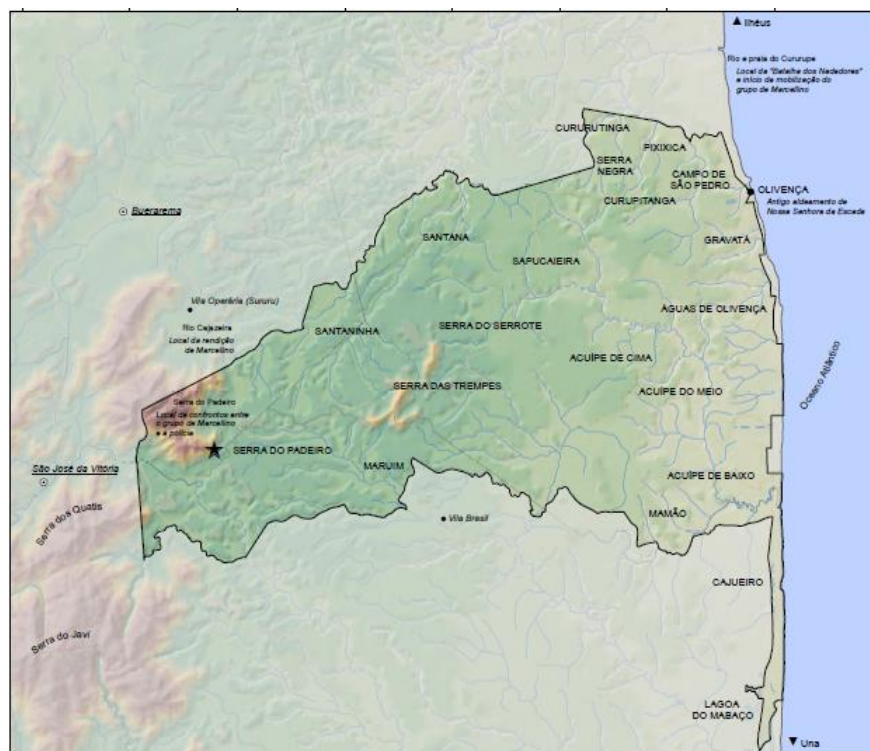 Ilhéus
Rio e praia do Cururupe
Local da "Batalha dos Nadadores"
e início de mobilização do
grupo de Marcellino
CURURUTINGA
PIXIXICA
SERRA
NEGRA
CAMPO DE
SÃO PEDRO
OLIVENÇA
Antigo aldeamento de
Nossa Senhora da Escada
CURUPITANGA
Buerarema
SANTANA
GRAVATÁ
SAPUCAIEIRA
Vila Operária (Sururu)
ÁGUAS DE OLIVENÇA
Rio Cajazeira
Local da rendição
de Marcellino
SANTANINHA
SERRA DO SERROTE
ACUÍPE DE CIMA
Oceano Atlântico
SERRA DAS TREMPES
ACUÍPE DO MEIO
Serra do Padeiro
Local de confrontos entre
o grupo de Marcellino
e a polícia
SERRA DO PADEIRO
São José da Vitória
MARUIM
ACUÍPE DE BAIXO
Serra dos Quatis
Vila Brasil
MAMÃO
CAJUEIRO
Serra do Javi
LAGOA
DO MABAÇO
Una